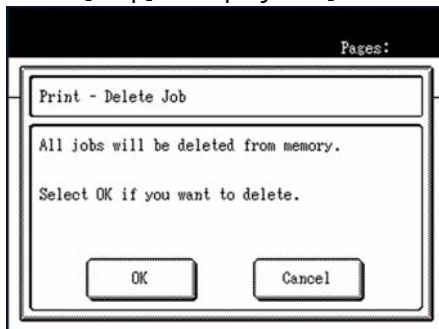 Pages:
Print - Delete Job
All jobs will be deleted from memory.
Select OK if you want to delete.
OK Cancel